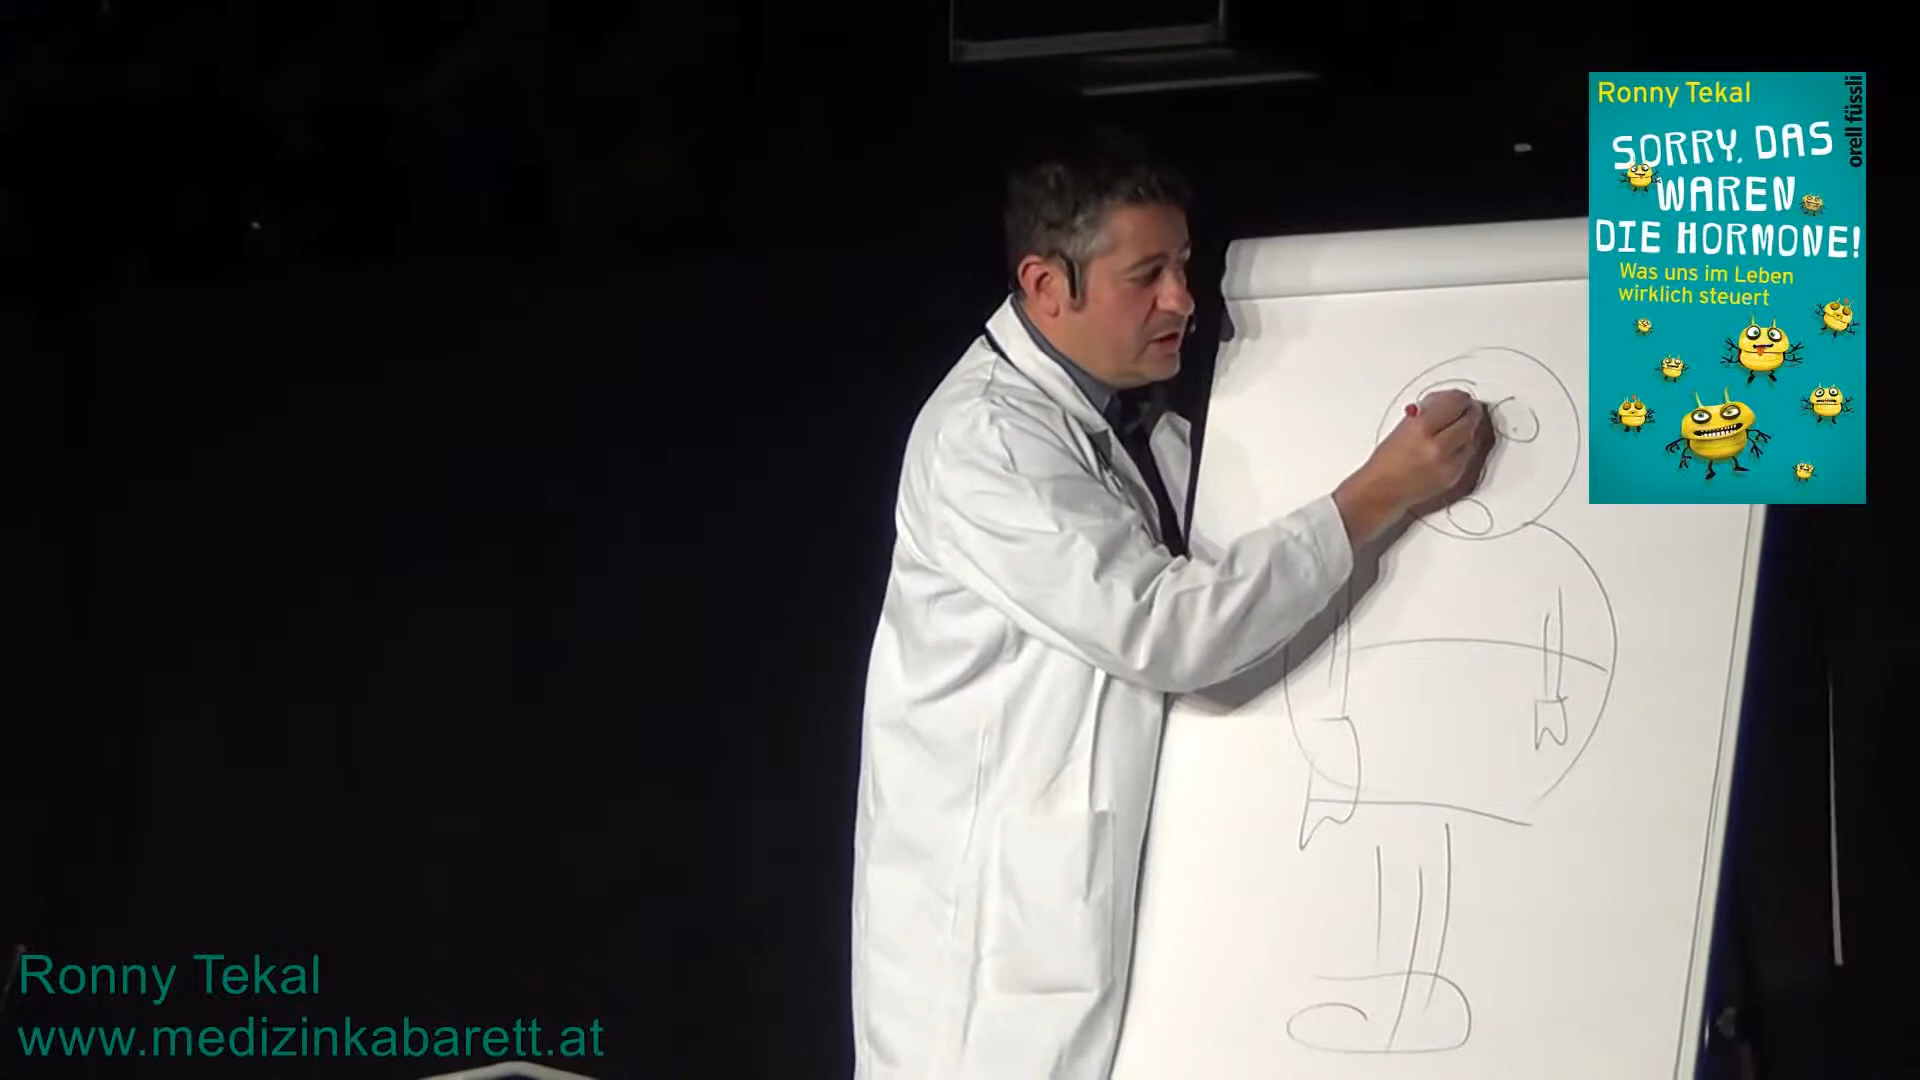 Ronny Tekal
orell füssli
SORRY, DAS
WAREN
DIE HORMONE!
Was uns im Leben
wirklich steuert
Ronny Tekal
www.medizinkabarett.at